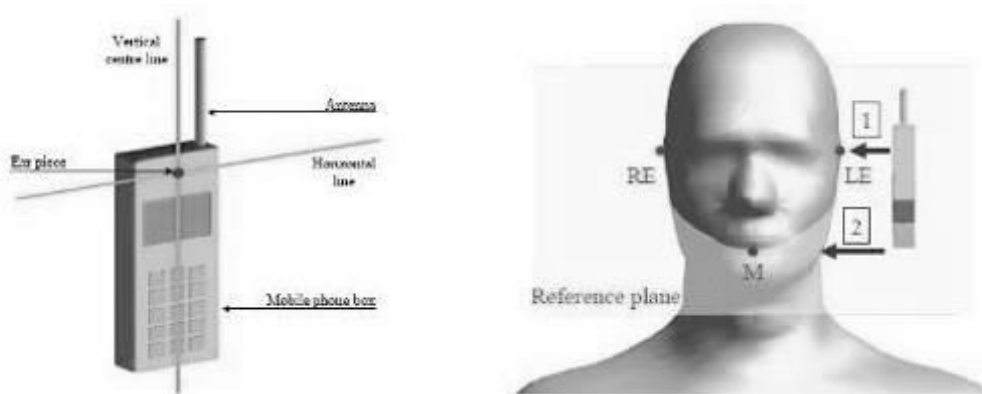 Vertical
centre line
Antenna
Ear piece
Horizontal
line
Mobile phone box
1
RE
LE
2
M
Reference plane